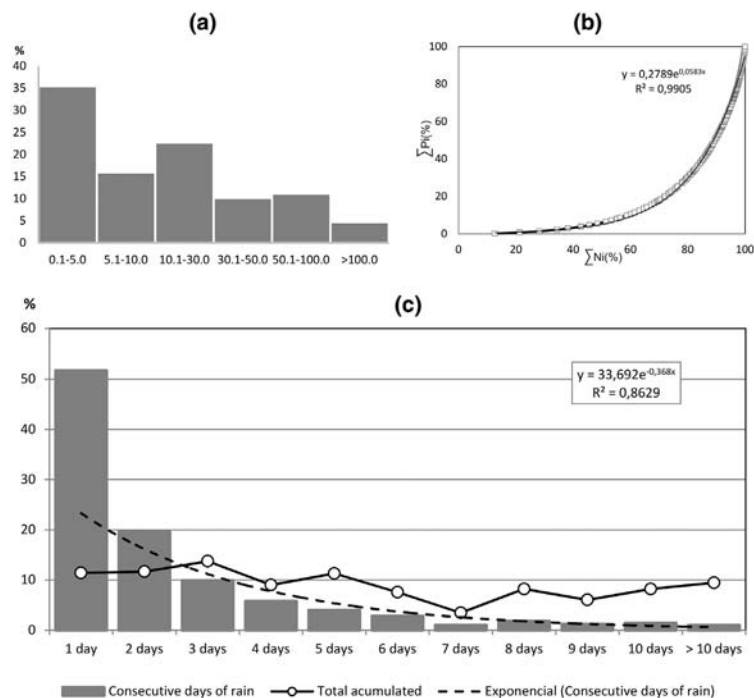 (a)
%
40
35
30
25
20
15
10
5
0
0.1-5.0 5.1-10.0 10.1-30.0 30.1-50.0 50.1-100.0 >100.0
(b)
100
80
60
40
20
0
∑Pi(%)
y = 0,2789e^0,0583x
R² = 0,9905
0 20 40 60 80 100
∑Ni(%)
(c)
%
60
50
40
30
20
10
0
y = 33,692e^-0,368x
R² = 0,8629
1 day 2 days 3 days 4 days 5 days 6 days 7 days 8 days 9 days 10 days > 10 days
Consecutive days of rain Total acumulated Exponencial (Consecutive days of rain)